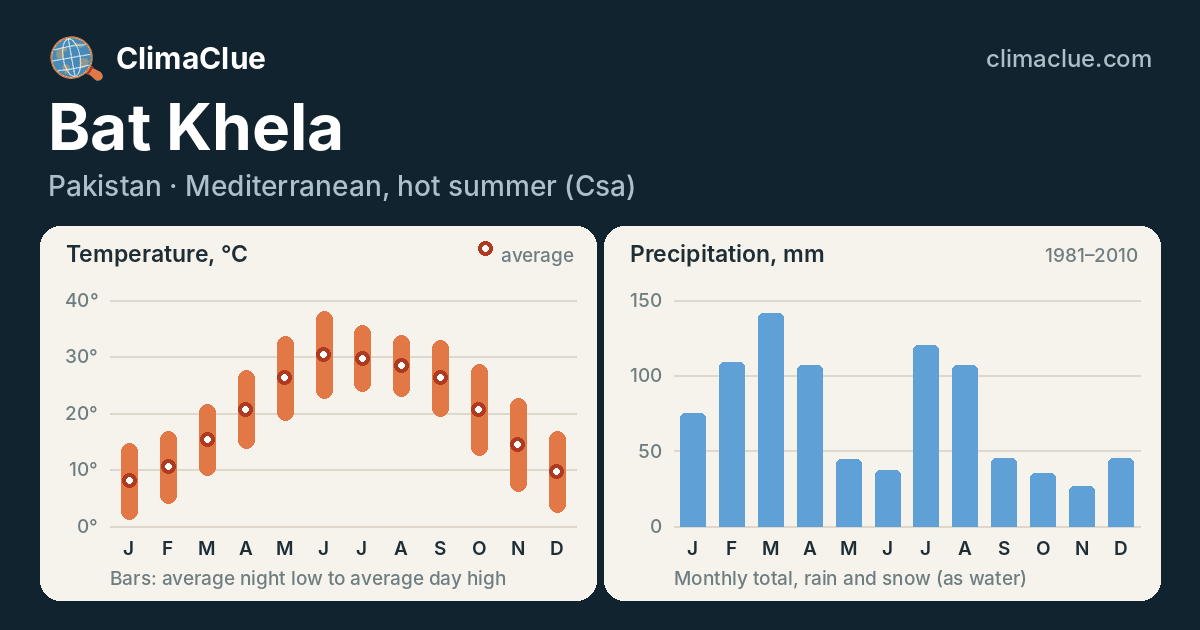 ClimaClue
climaclue.com
Bat Khela
Pakistan · Mediterranean, hot summer (Csa)
Temperature, °C
average
40°
30°
20°
10°
0°
J F M A M J J A S O N D
Bars: average night low to average day high
Precipitation, mm
1981–2010
150
100
50
0
J F M A M J J A S O N D
Monthly total, rain and snow (as water)